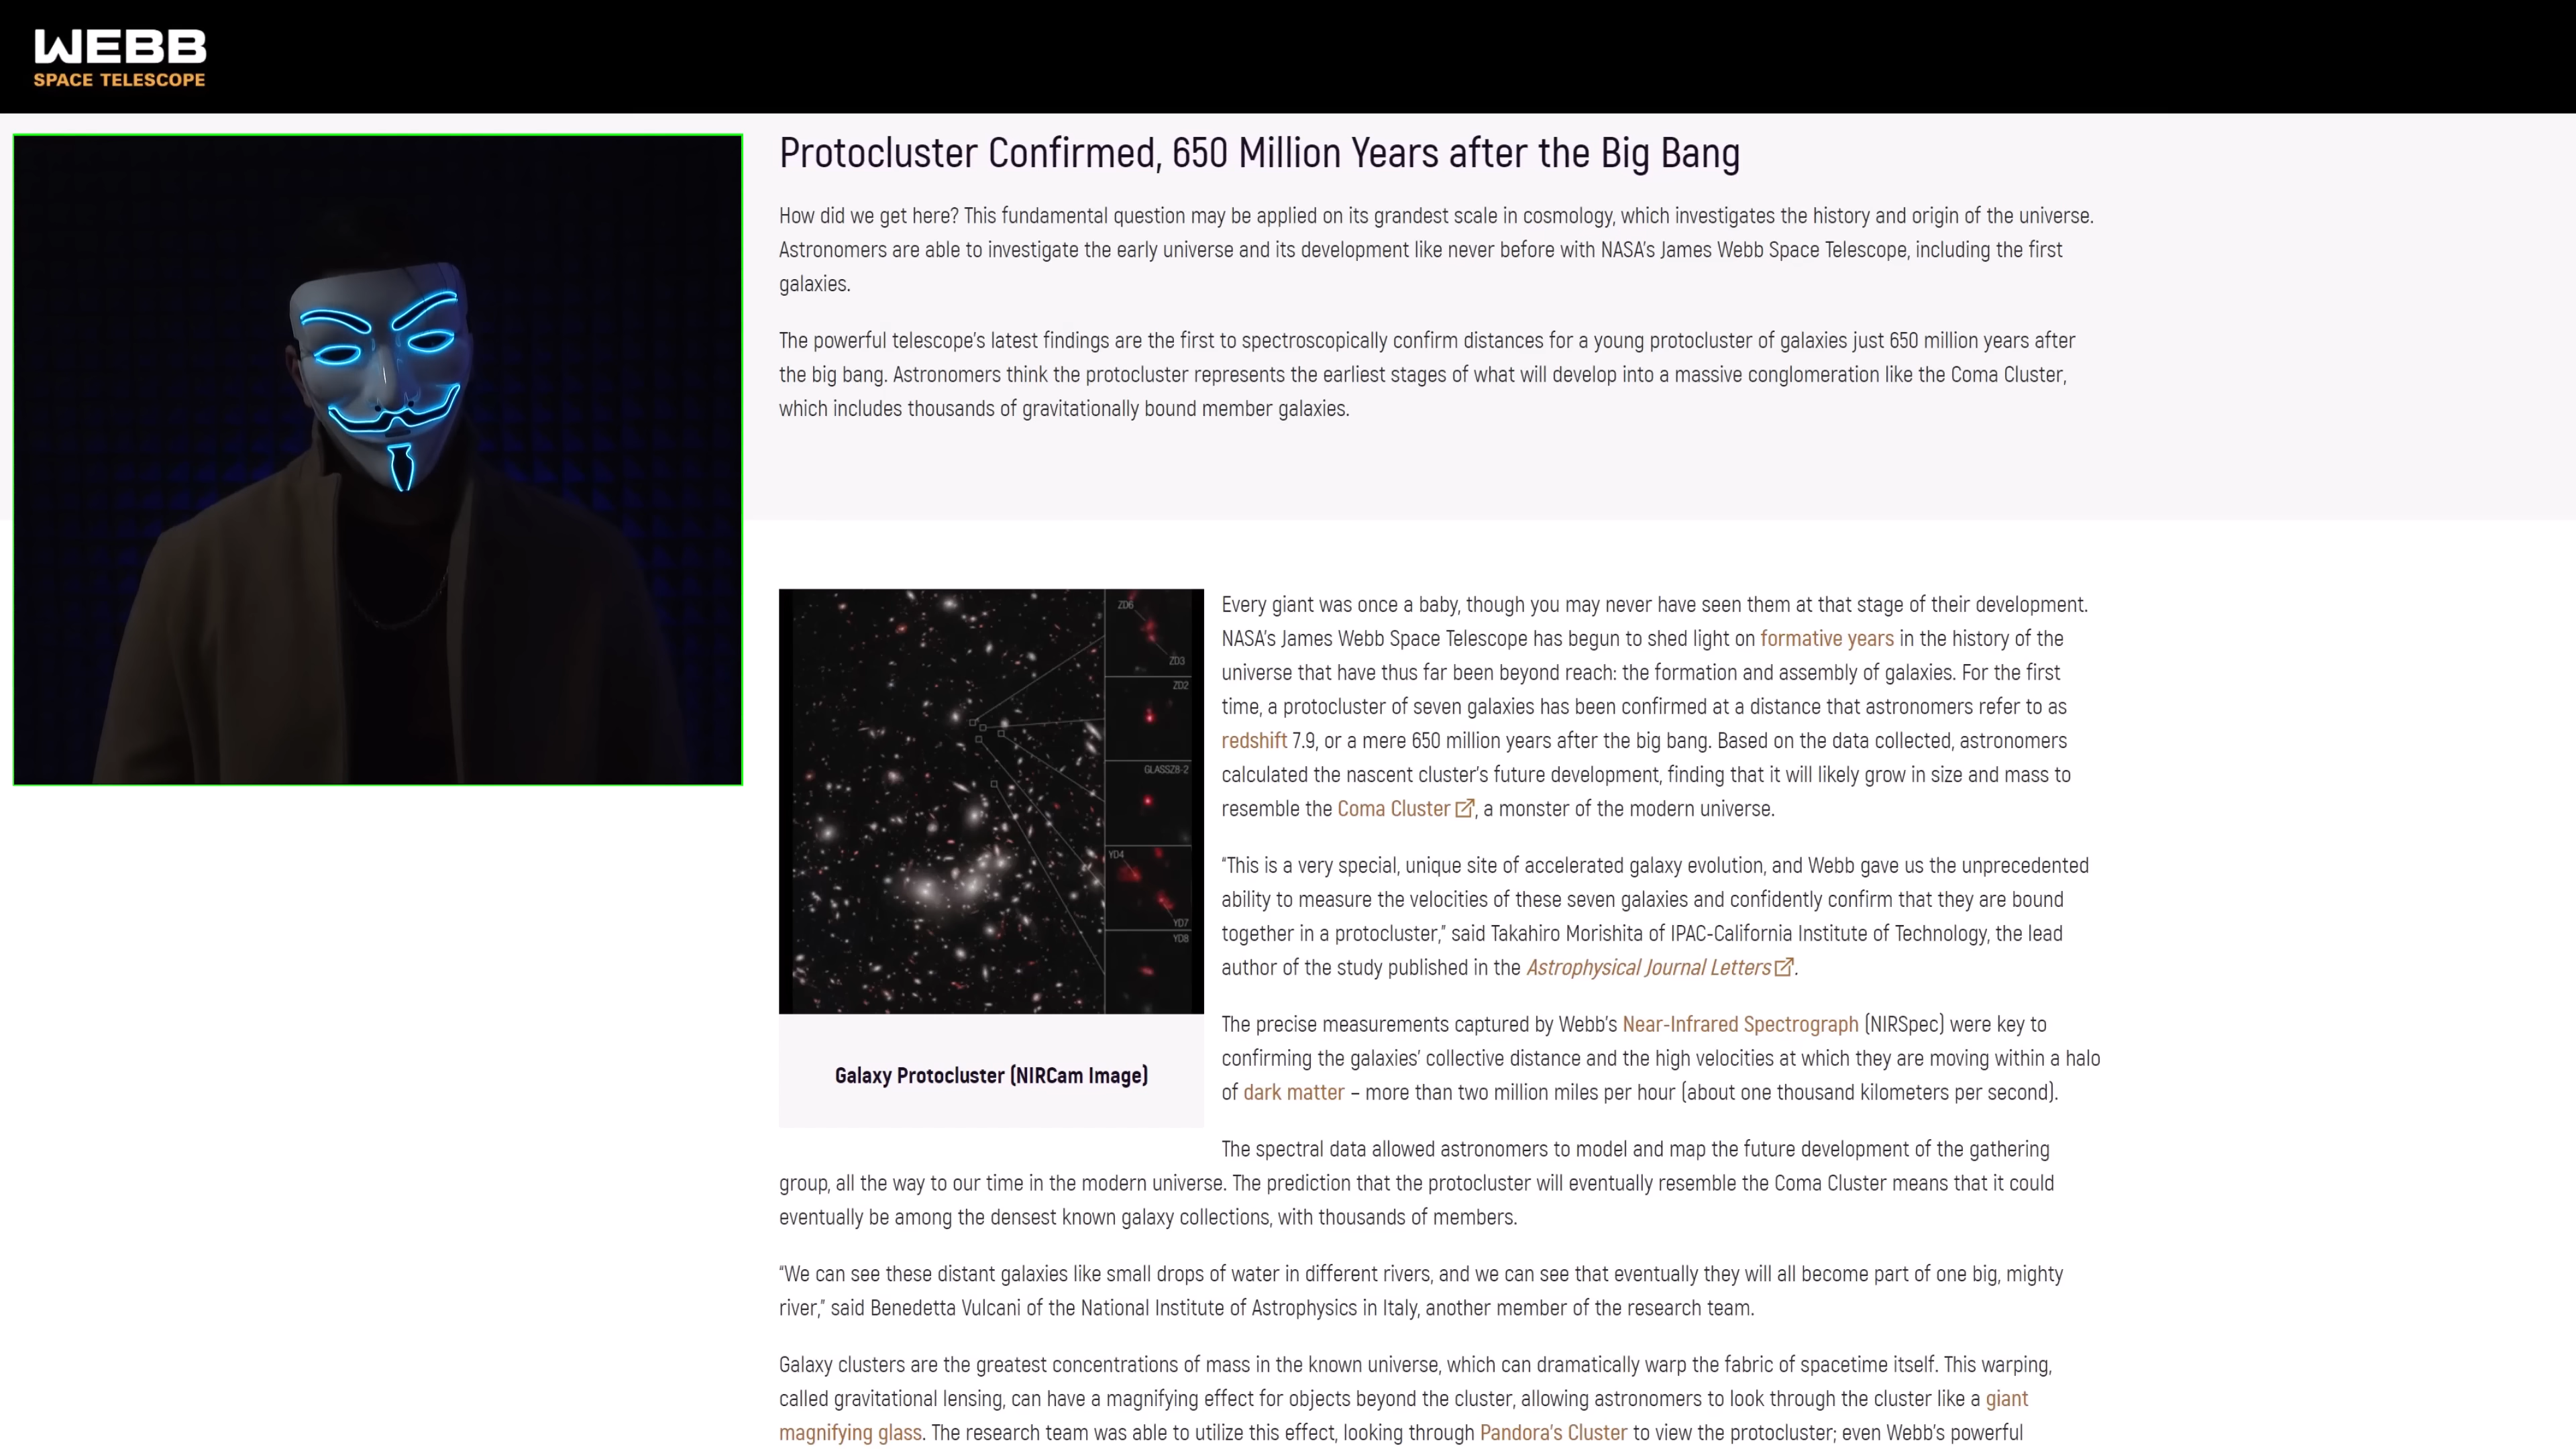 WEBB
SPACE TELESCOPE
Protocluster Confirmed, 650 Million Years after the Big Bang
How did we get here? This fundamental question may be applied on its grandest scale in cosmology, which investigates the history and origin of the universe.
Astronomers are able to investigate the early universe and its development like never before with NASA's James Webb Space Telescope, including the first
galaxies.
The powerful telescope's latest findings are the first to spectroscopically confirm distances for a young protocluster of galaxies just 650 million years after
the big bang. Astronomers think the protocluster represents the earliest stages of what will develop into a massive conglomeration like the Coma Cluster,
which includes thousands of gravitationally bound member galaxies.
ZD6
ZD3
ZD2
GLASSZ8-2
YD4
YD7
YD8
Galaxy Protocluster (NIRCam Image)
Every giant was once a baby, though you may never have seen them at that stage of their development.
NASA's James Webb Space Telescope has begun to shed light on formative years in the history of the
universe that have thus far been beyond reach: the formation and assembly of galaxies. For the first
time, a protocluster of seven galaxies has been confirmed at a distance that astronomers refer to as
redshift 7.9, or a mere 650 million years after the big bang. Based on the data collected, astronomers
calculated the nascent cluster's future development, finding that it will likely grow in size and mass to
resemble the Coma Cluster, a monster of the modern universe.
“This is a very special, unique site of accelerated galaxy evolution, and Webb gave us the unprecedented
ability to measure the velocities of these seven galaxies and confidently confirm that they are bound
together in a protocluster,” said Takahiro Morishita of IPAC-California Institute of Technology, the lead
author of the study published in the Astrophysical Journal Letters.
The precise measurements captured by Webb's Near-Infrared Spectrograph (NIRSpec) were key to
confirming the galaxies' collective distance and the high velocities at which they are moving within a halo
of dark matter – more than two million miles per hour (about one thousand kilometers per second).
The spectral data allowed astronomers to model and map the future development of the gathering
group, all the way to our time in the modern universe. The prediction that the protocluster will eventually resemble the Coma Cluster means that it could
eventually be among the densest known galaxy collections, with thousands of members.
“We can see these distant galaxies like small drops of water in different rivers, and we can see that eventually they will all become part of one big, mighty
river,” said Benedetta Vulcani of the National Institute of Astrophysics in Italy, another member of the research team.
Galaxy clusters are the greatest concentrations of mass in the known universe, which can dramatically warp the fabric of spacetime itself. This warping,
called gravitational lensing, can have a magnifying effect for objects beyond the cluster, allowing astronomers to look through the cluster like a giant
magnifying glass. The research team was able to utilize this effect, looking through Pandora's Cluster to view the protocluster; even Webb's powerful